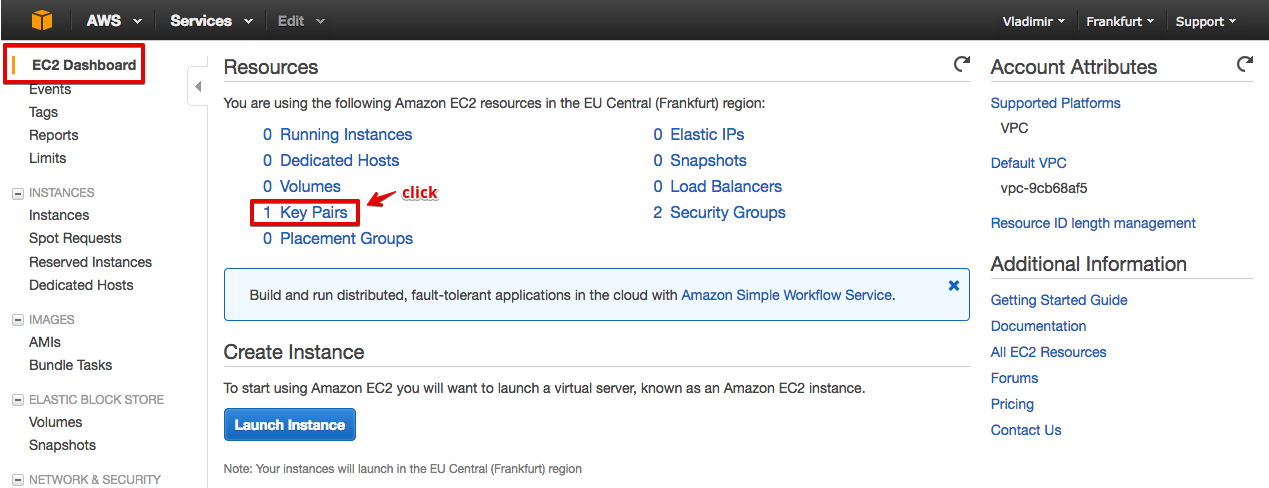 AWS Services Edit Vladimir Frankfurt Support
EC2 Dashboard
Events
Tags
Reports
Limits
INSTANCES
Instances
Spot Requests
Reserved Instances
Dedicated Hosts
IMAGES
AMIs
Bundle Tasks
ELASTIC BLOCK STORE
Volumes
Snapshots
NETWORK & SECURITY
Resources
You are using the following Amazon EC2 resources in the EU Central (Frankfurt) region:
0 Running Instances
0 Dedicated Hosts
0 Volumes
click
1 Key Pairs
0 Placement Groups
0 Elastic IPs
0 Snapshots
0 Load Balancers
2 Security Groups
Build and run distributed, fault-tolerant applications in the cloud with Amazon Simple Workflow Service.
Create Instance
To start using Amazon EC2 you will want to launch a virtual server, known as an Amazon EC2 instance.
Launch Instance
Note: Your instances will launch in the EU Central (Frankfurt) region
Account Attributes
Supported Platforms
VPC
Default VPC
vpc-9cb68af5
Resource ID length management
Additional Information
Getting Started Guide
Documentation
All EC2 Resources
Forums
Pricing
Contact Us